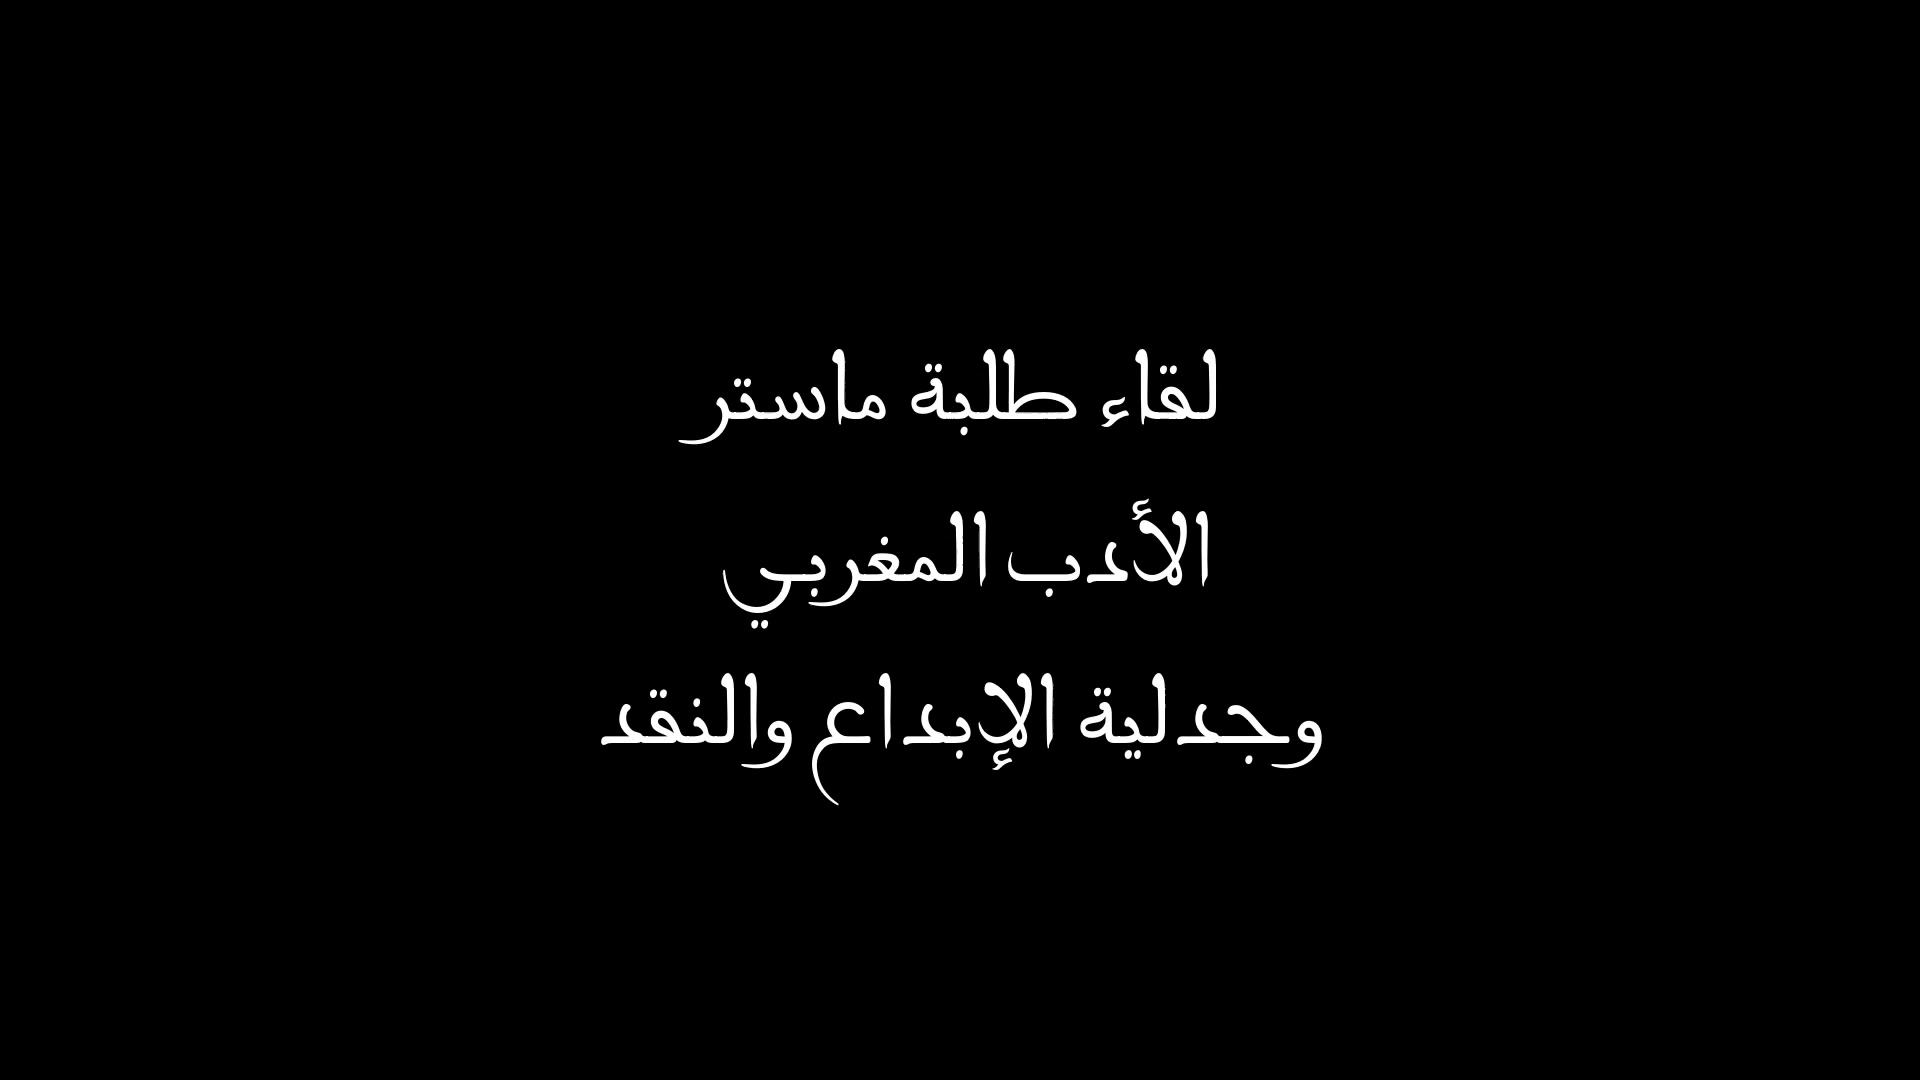 لقاء طلبة ماستر
الأدب المغربي
وجدلية الإبداع والنقد